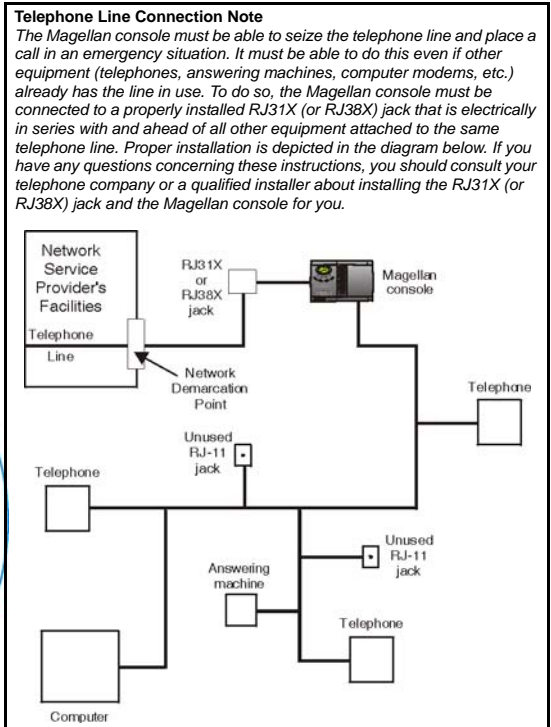 Telephone Line Connection Note
The Magellan console must be able to seize the telephone line and place a
call in an emergency situation. It must be able to do this even if other
equipment (telephones, answering machines, computer modems, etc.)
already has the line in use. To do so, the Magellan console must be
connected to a properly installed RJ31X (or RJ38X) jack that is electrically
in series with and ahead of all other equipment attached to the same
telephone line. Proper installation is depicted in the diagram below. If you
have any questions concerning these instructions, you should consult your
telephone company or a qualified installer about installing the RJ31X (or
RJ38X) jack and the Magellan console for you.
Network
Service
Provider's
Facilities
Telephone
Line
RJ31X
or
RJ38X
jack
Magellan
console
Network
Demarcation
Point
Telephone
Unused
RJ-11
jack
Telephone
Unused
RJ-11
jack
Answering
machine
Telephone
Computer